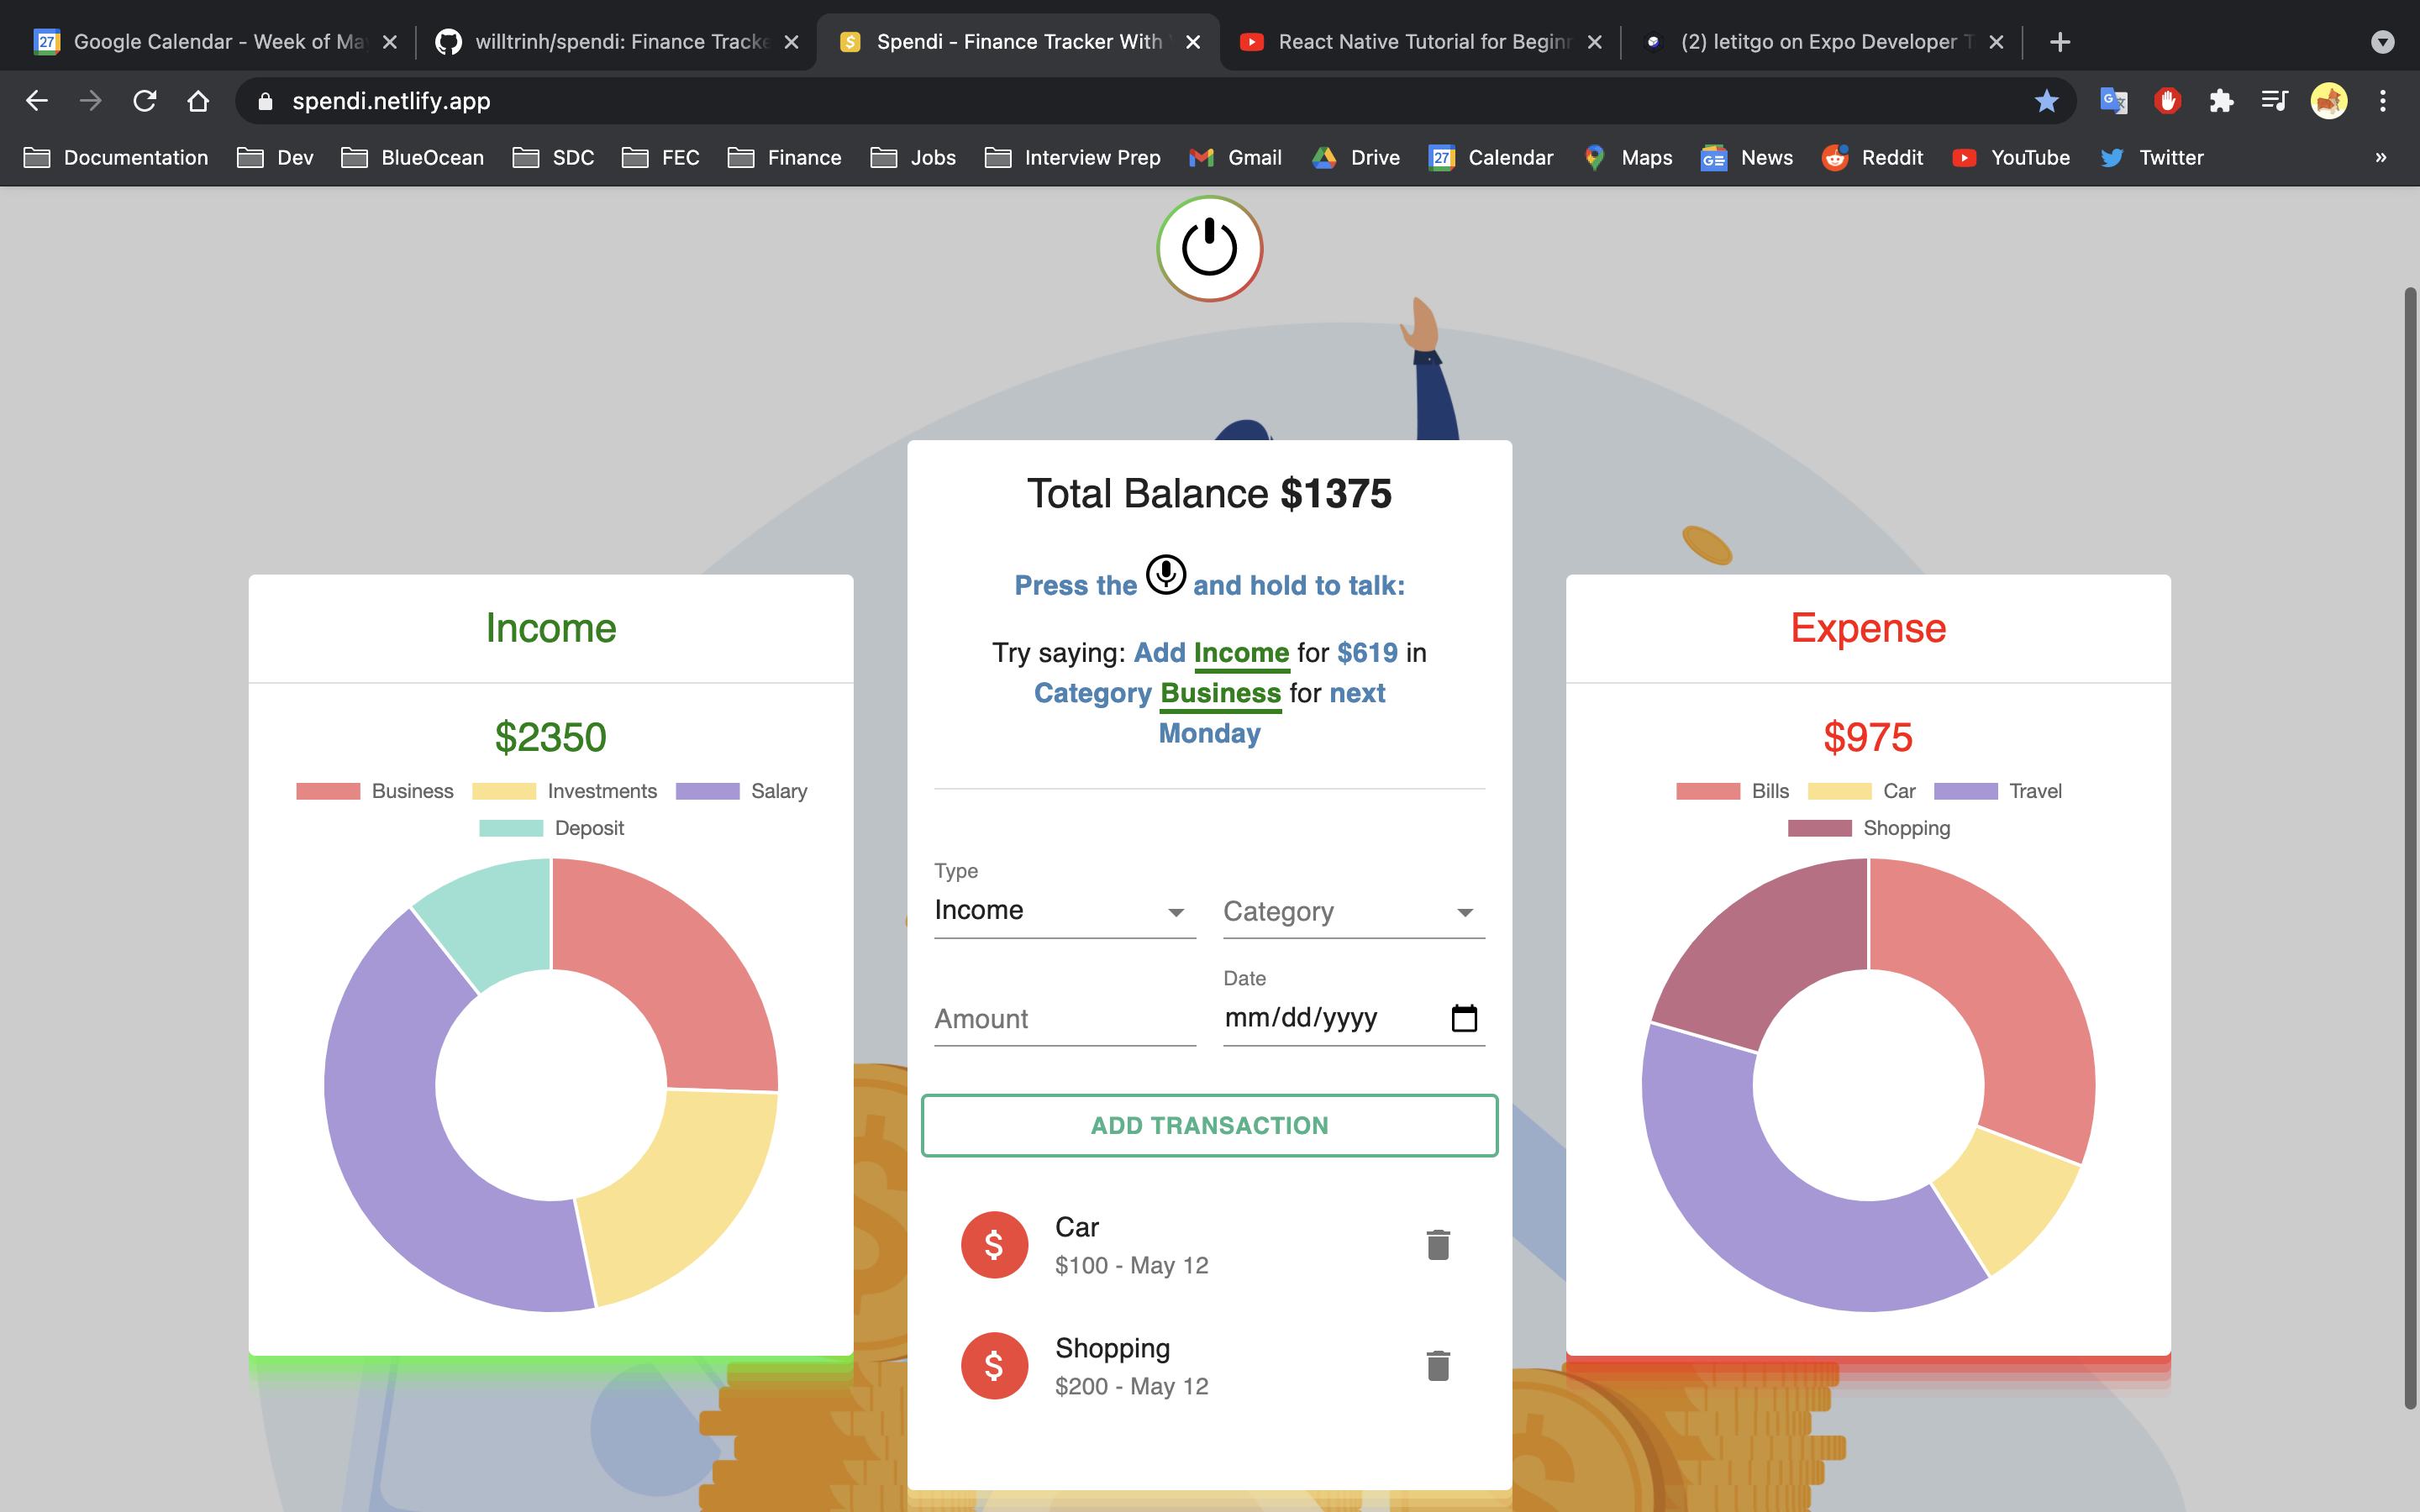 Google Calendar - Week of Ma
willtrinh/spendi: Finance Tracke
Spendi - Finance Tracker With
React Native Tutorial for Beginn
(2) letitgo on Expo Developer T
spendi.netlify.app
Documentation Dev BlueOcean SDC FEC Finance Jobs Interview Prep Gmail Drive 27 Calendar Maps News Reddit YouTube Twitter »
Total Balance $1375
Press the and hold to talk:
Try saying: Add Income for $619 in
Category Business for next
Monday
Income
$2350
Business Investments Salary
Deposit
Type
Income
Category
Amount
Date
mm/dd/yyyy
ADD TRANSACTION
$ Car
$100 - May 12
$ Shopping
$200 - May 12
Expense
$975
Bills Car Travel
Shopping